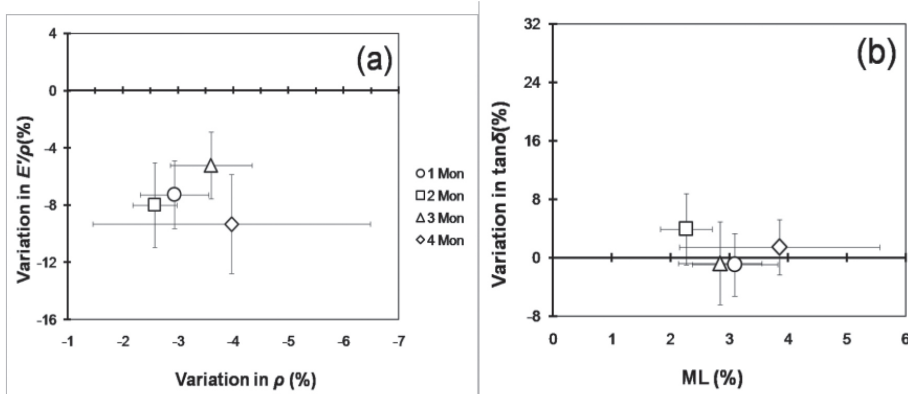 (a)
4
0
-4
-8
-12
-16
Variation in E'/ρ(%)
-1 -2 -3 -4 -5 -6 -7
Variation in ρ (%)
1 Mon
2 Mon
3 Mon
4 Mon
(b)
32
24
16
8
0
-8
Variation in tanδ(%)
0 1 2 3 4 5 6
ML (%)